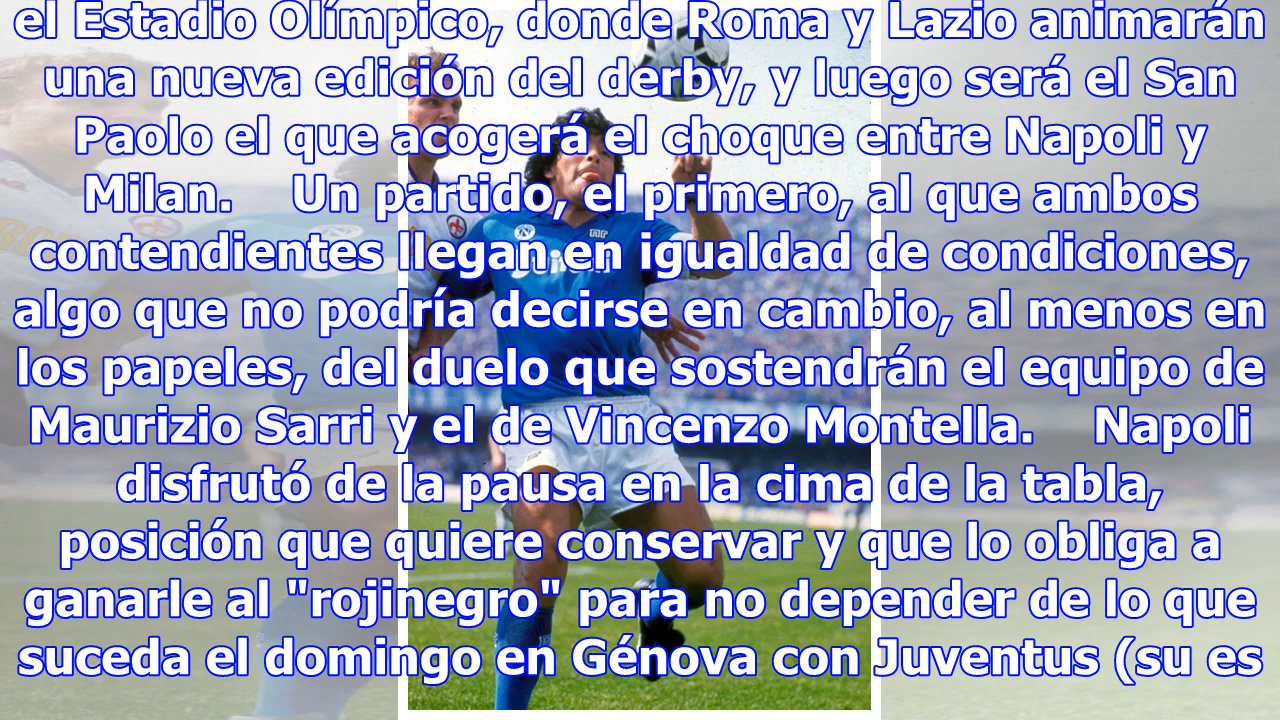 el Estadio Olímpico, donde Roma y Lazio animarán
una nueva edición del derby, y luego será el San
Paolo el que acogerá el choque entre Napoli y
Milan. Un partido, el primero, al que ambos
contendientes llegan en igualdad de condiciones,
algo que no podría decirse en cambio, al menos en
los papeles, del duelo que sostendrán el equipo de
Maurizio Sarri y el de Vincenzo Montella. Napoli
disfrutó de la pausa en la cima de la tabla,
posición que quiere conservar y que lo obliga a
ganarle al "rojinegro" para no depender de lo que
suceda el domingo en Génova con Juventus (su es